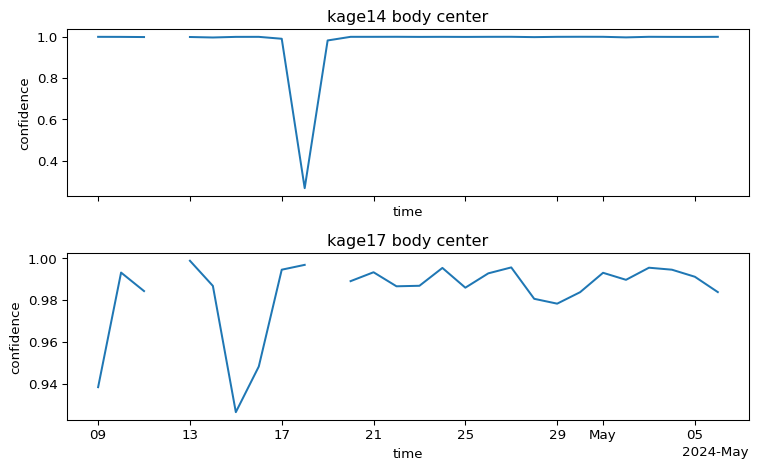 kage14 body center
1.0
0.8
0.6
0.4
confidence
time
kage17 body center
1.00
0.98
0.96
0.94
confidence
09 13 17 21 25 29 May 05
time
2024-May